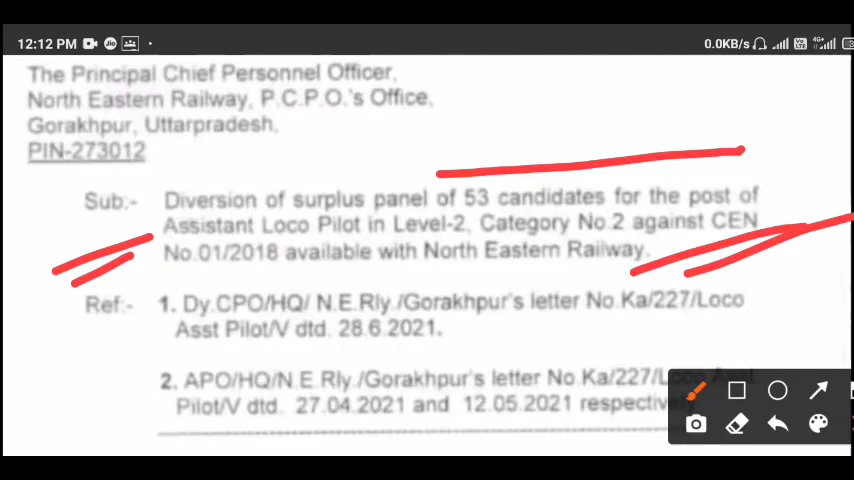 12:12 PM
0.0KB/s
4G+
The Principal Chief Personnel Officer,
North Eastern Railway, P.C.P.O.'s Office,
Gorakhpur, Uttarpradesh,
PIN-273012
Sub:- Diversion of surplus panel of 53 candidates for the post of
Assistant Loco Pilot in Level-2, Category No.2 against CEN
No.01/2018 available with North Eastern Railway.
Ref:- 1. Dy.CPO/HQ/ N.E.Rly./Gorakhpur's letter No.Ka/227/Loco
Asst Pilot/V dtd. 28.6.2021.
2. APO/HQ/N.E.Rly./Gorakhpur's letter No.Ka/227/Loco Asst
Pilot/V dtd. 27.04.2021 and 12.05.2021 respectively.